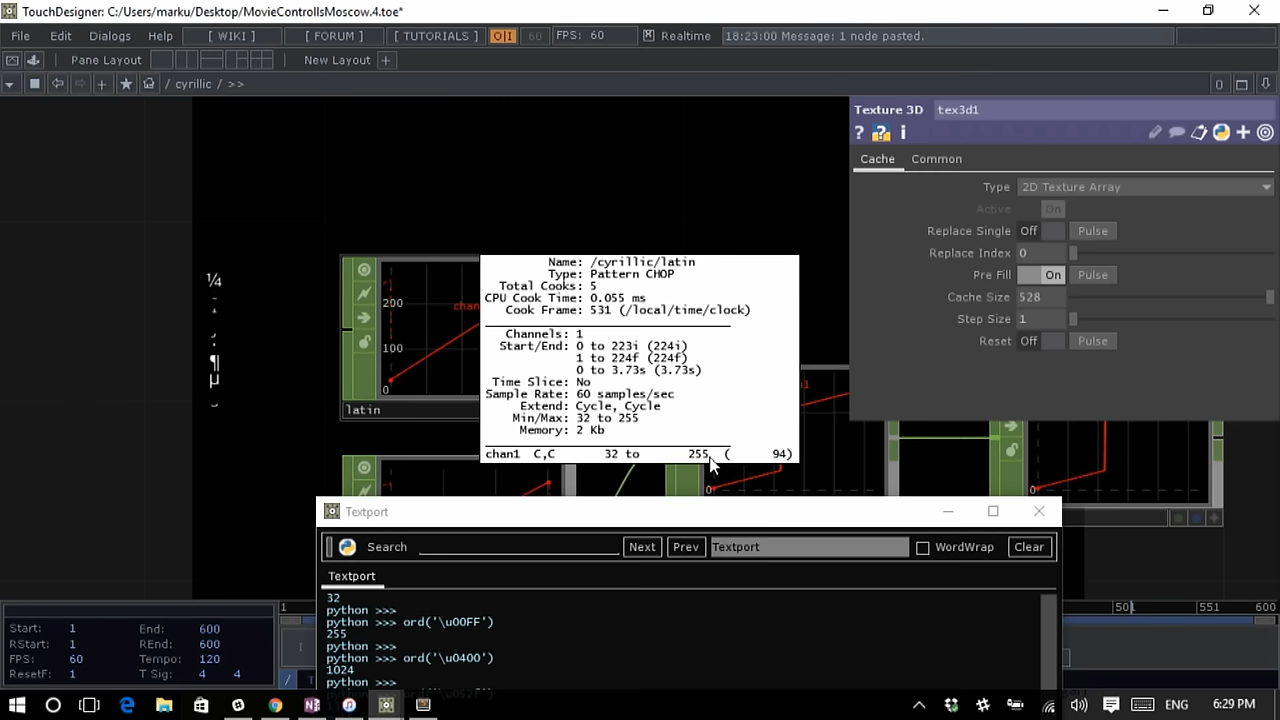 TouchDesigner: C:/Users/marku/Desktop/MovieControllsMoscow.4.toe*
File Edit Dialogs Help [ WIKI ] [ FORUM ] [ TUTORIALS ] O|I 60 FPS: 60 Realtime 18:23:00 Message: 1 node pasted.
Pane Layout New Layout +
/ cyrillic / >>
Texture 3D tex3d1
Cache Common
Type 2D Texture Array
Active On
Replace Single Off Pulse
Replace Index 0
Pre Fill On Pulse
Cache Size 528
Step Size 1
Reset Off Pulse
¼
¶
µ
200
100
0
chan
latin
Name: /cyrillic/latin
Type: Pattern CHOP
Total Cooks: 5
CPU Cook Time: 0.055 ms
Cook Frame: 531 (/local/time/clock)
Channels: 1
Start/End: 0 to 223i (224i)
1 to 224f (224f)
0 to 3.73s (3.73s)
Time Slice: No
Sample Rate: 60 samples/sec
Extend: Cycle, Cycle
Min/Max: 32 to 255
Memory: 2 Kb
chan1 C,C 32 to 255, ( 94)
0
0
Textport
Search Next Prev Textport WordWrap Clear
Textport
32
python >>>
python >>> ord('\u00FF')
255
python >>>
python >>> ord('\u0400')
1024
python >>>
1
501 551 600
Start: 1 End: 600
RStart: 1 REnd: 600
FPS: 60 Tempo: 120
ResetF: 1 T Sig: 4 4
ENG 6:29 PM